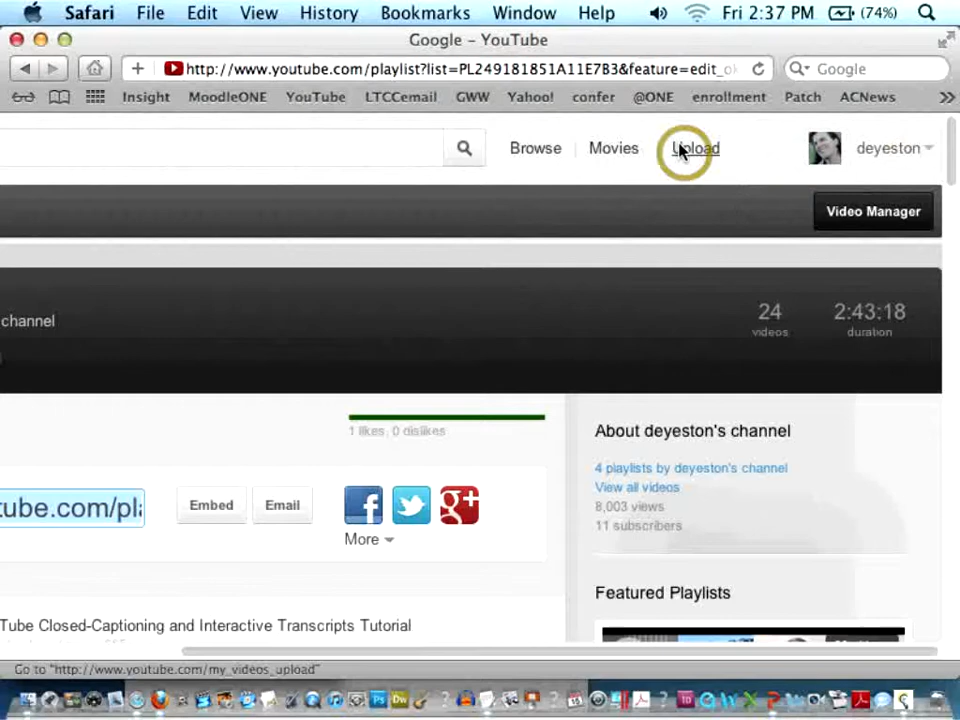 Safari File Edit View History Bookmarks Window Help Fri 2:37 PM (74%)
Google – YouTube
http://www.youtube.com/playlist?list=PL249181851A11E7B3&feature=edit_o Google
Insight MoodleONE YouTube LTCCemail GWW Yahoo! confer @ONE enrollment Patch ACNews
Browse Movies Upload deyeston
Video Manager
24 2:43:18
channel
videos duration
1 likes, 0 dislikes
About deyeston's channel
4 playlists by deyeston's channel
View all videos
tube.com/pl Embed Email
8,003 views
11 subscribers
More
Featured Playlists
Tube Closed-Captioning and Interactive Transcripts Tutorial
Go to "http://www.youtube.com/my_videos_upload"